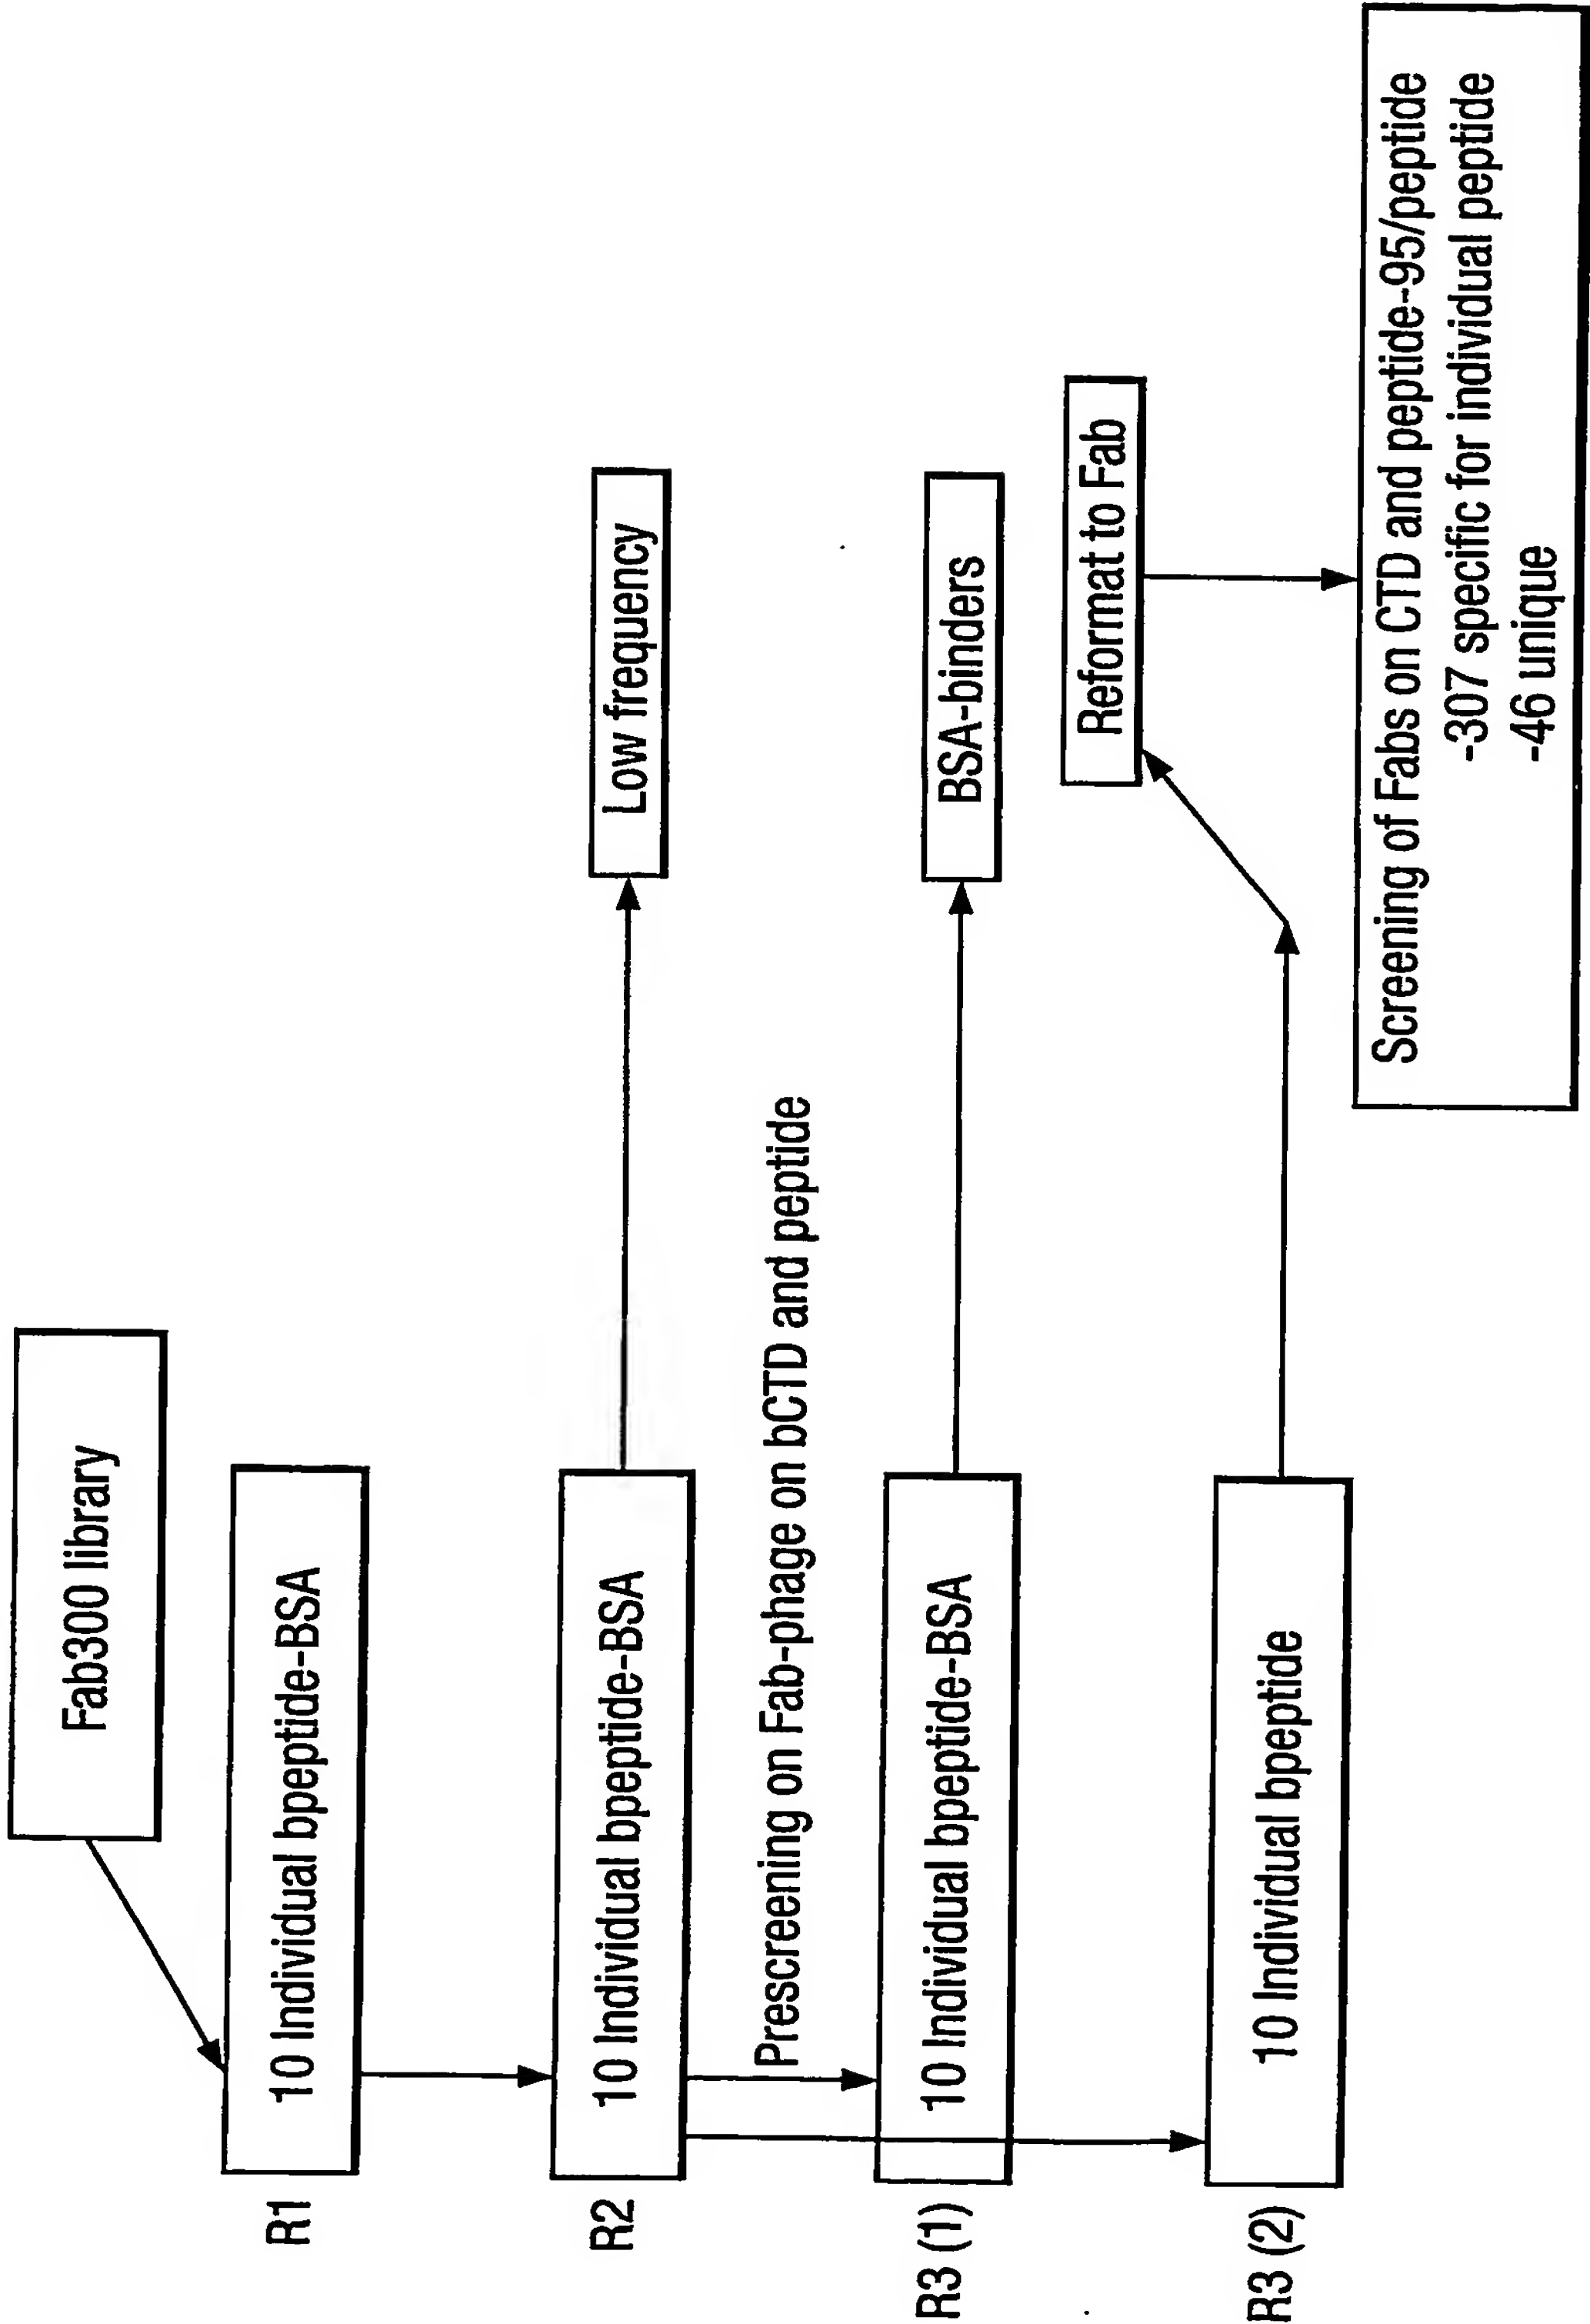 Fab300 library
R1
10 Individual bpeptide-BSA
R2
10 Individual bpeptide-BSA
Low frequency
Prescreening on Fab-phage on bCTD and peptide
R3 (1)
10 Individual bpeptide-BSA
BSA-binders
R3 (2)
10 Individual bpeptide
Reformat to Fab
Screening of Fabs on CTD and peptide-95/peptide
-307 specific for individual peptide
-46 unique